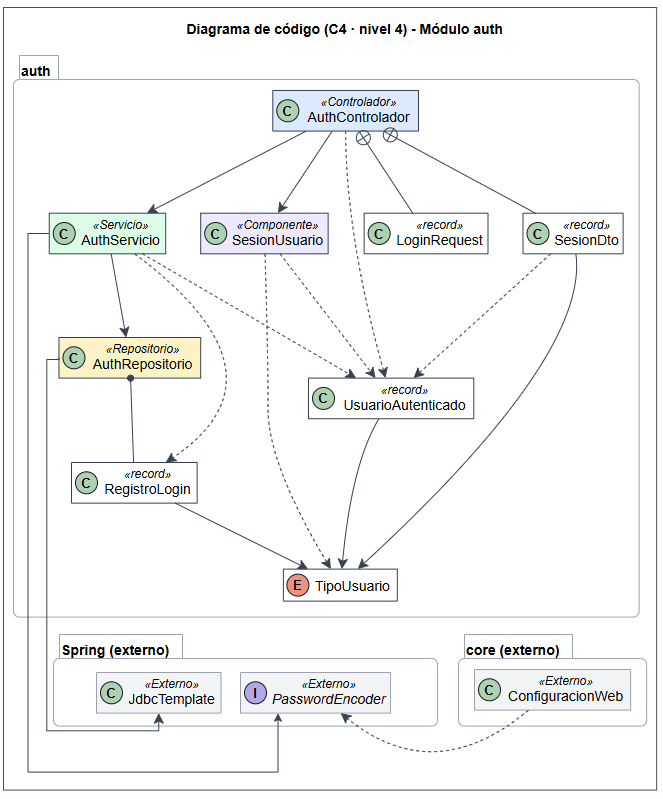 Diagrama de código (C4 · nivel 4) - Módulo auth
auth
C
«Controlador»
AuthControlador
C
«Servicio»
AuthServicio
C
«Componente»
SesionUsuario
C
«record»
LoginRequest
C
«record»
SesionDto
C
«Repositorio»
AuthRepositorio
C
«record»
UsuarioAutenticado
C
«record»
RegistroLogin
E
TipoUsuario
Spring (externo)
C
«Externo»
JdbcTemplate
I
«Externo»
PasswordEncoder
core (externo)
C
«Externo»
ConfiguracionWeb